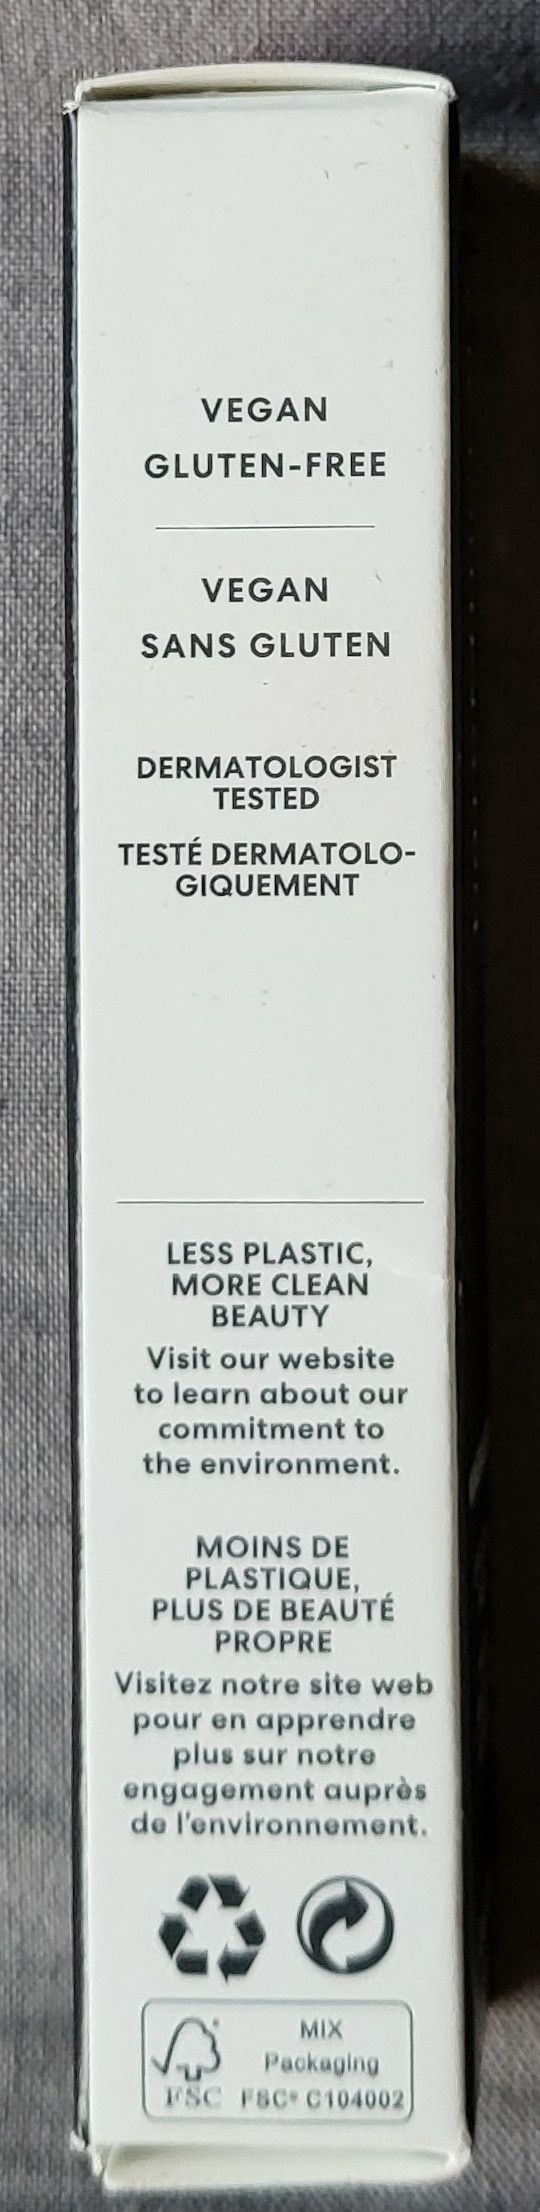 VEGAN
GLUTEN-FREE
VEGAN
SANS GLUTEN
DERMATOLOGIST
TESTED
TESTÉ DERMATOLO-
GIQUEMENT
LESS PLASTIC,
MORE CLEAN
BEAUTY
Visit our website
to learn about our
commitment to
the environment.
MOINS DE
PLASTIQUE,
PLUS DE BEAUTÉ
PROPRE
Visitez notre site web
pour en apprendre
plus sur notre
engagement auprès
de l'environnement.
MIX
Packaging
FSC FSC® C104002